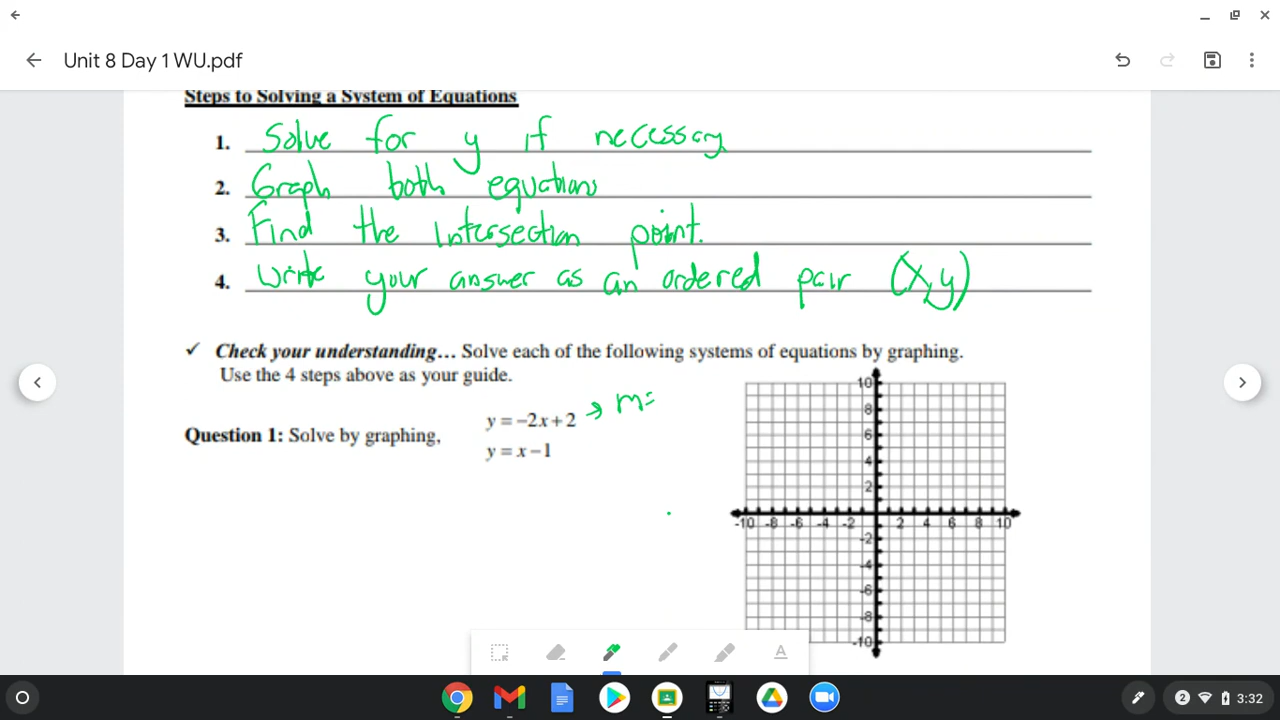 Unit 8 Day 1 WU.pdf
Steps to Solving a System of Equations
1. Solve for y if necessary
2. Graph both equations
3. Find the intersection point.
4. Write your answer as an ordered pair (x,y)
✓ Check your understanding… Solve each of the following systems of equations by graphing.
Use the 4 steps above as your guide.
y = −2x + 2 → m=
Question 1: Solve by graphing,
y = x − 1
10
8
6
4
2
-10 -8 -6 -4 -2 2 4 6 8 10
-2
-4
-6
-8
-10
A
2 3:32